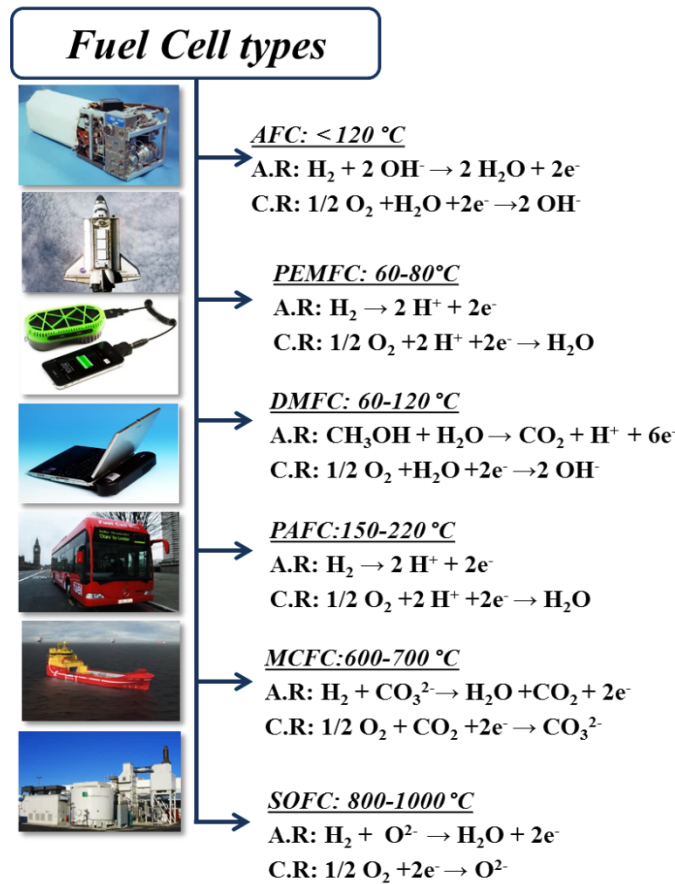 Fuel Cell types
AFC: < 120 °C
A.R: H₂ + 2 OH⁻ → 2 H₂O + 2e⁻
C.R: 1/2 O₂ +H₂O +2e⁻ →2 OH⁻
PEMFC: 60-80°C
A.R: H₂ → 2 H⁺ + 2e⁻
C.R: 1/2 O₂ +2 H⁺ +2e⁻ → H₂O
DMFC: 60-120 °C
A.R: CH₃OH + H₂O → CO₂ + H⁺ + 6e⁻
C.R: 1/2 O₂ +H₂O +2e⁻ →2 OH⁻
PAFC:150-220 °C
A.R: H₂ → 2 H⁺ + 2e⁻
C.R: 1/2 O₂ +2 H⁺ +2e⁻ → H₂O
MCFC:600-700 °C
A.R: H₂ + CO₃²⁻ → H₂O +CO₂ + 2e⁻
C.R: 1/2 O₂ + CO₂ +2e⁻ → CO₃²⁻
SOFC: 800-1000 °C
A.R: H₂ + O²⁻ → H₂O + 2e⁻
C.R: 1/2 O₂ +2e⁻ → O²⁻